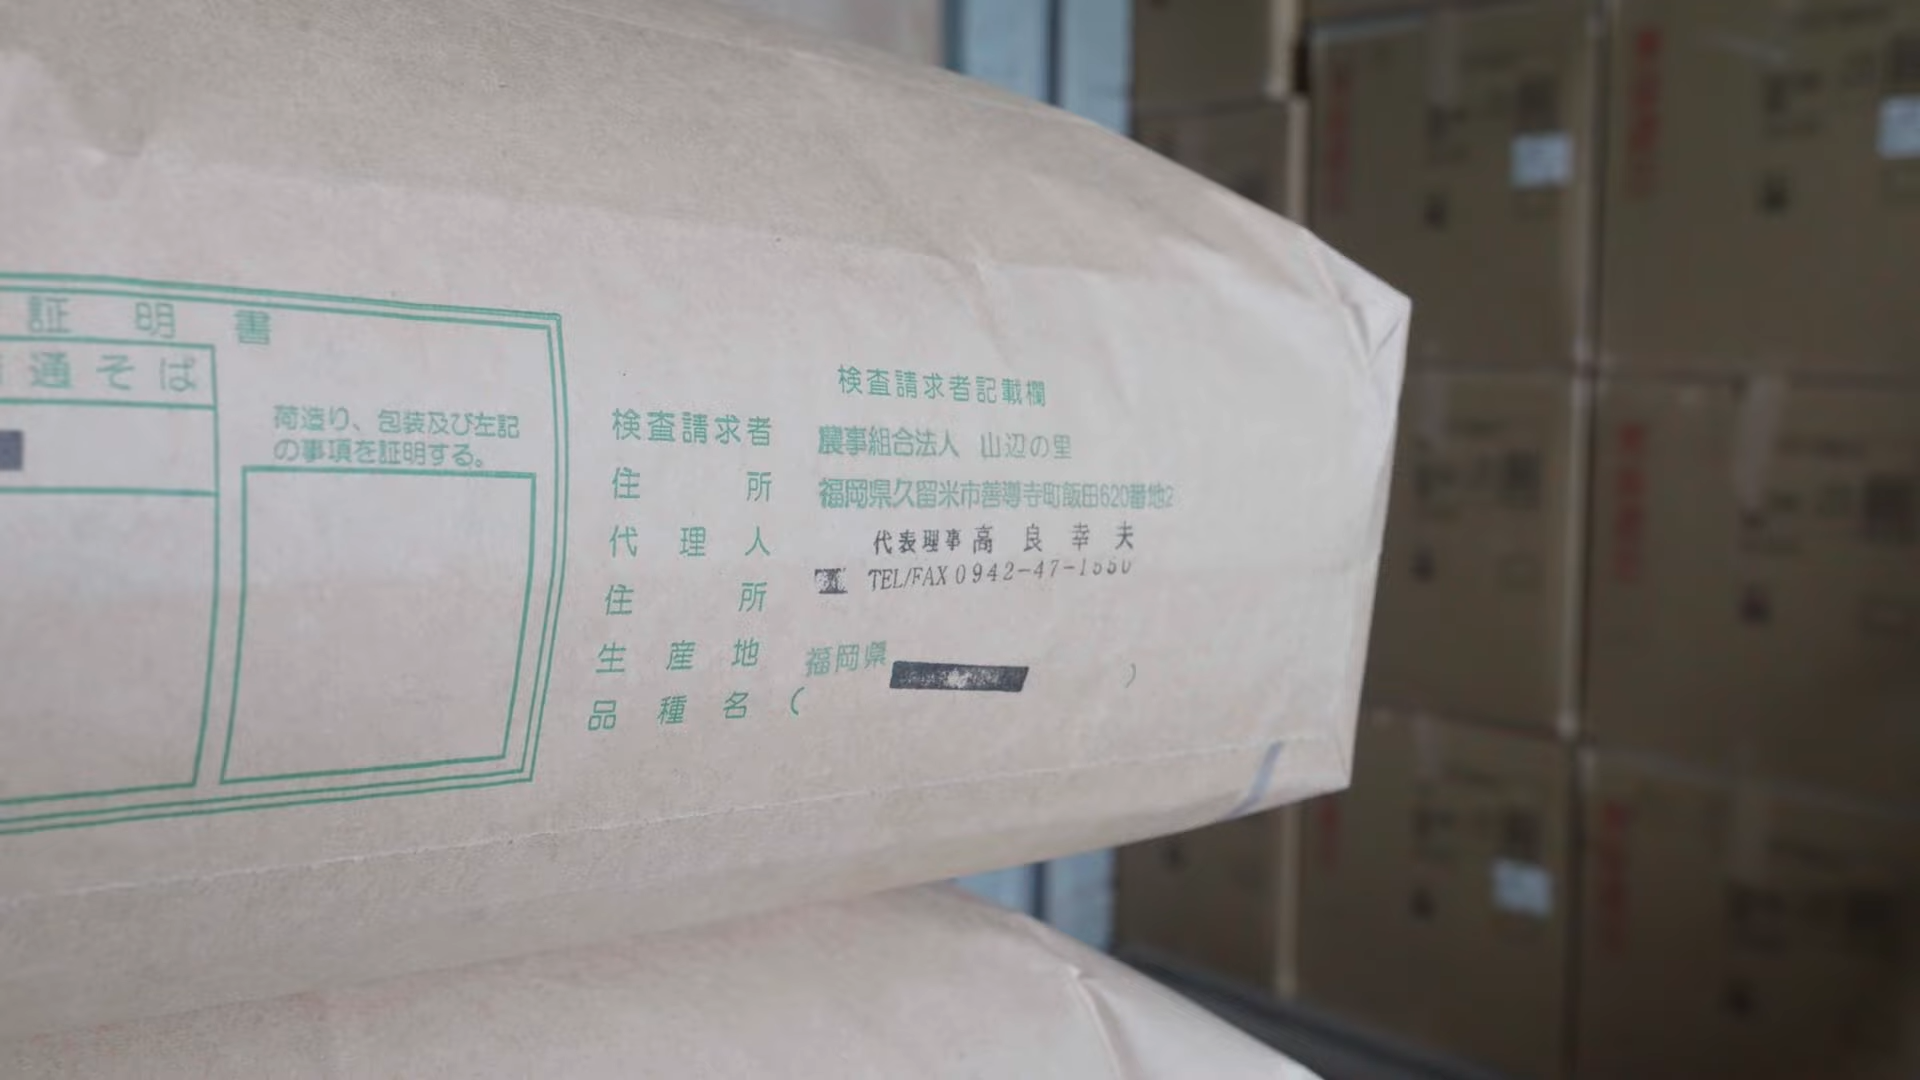 証明書
通そば
荷造り、包装及び左記
の事項を証明する。
検査請求者記載欄
検査請求者 農事組合法人 山辺の里
住所 福岡県久留米市善導寺町飯田620番地2
代理人 代表理事 高良幸夫
住所 TEL/FAX 0942-47-
生産地 福岡県
品種名 ( )